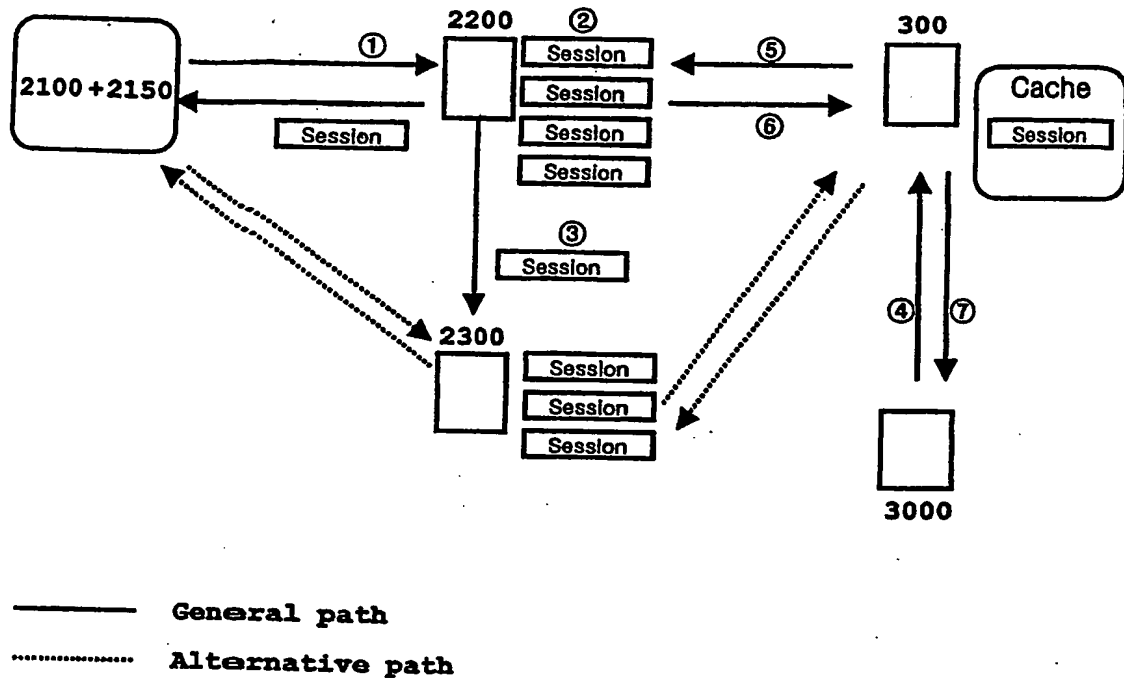 2200
②
300
①
Session
⑤
2100+2150
Session
Cache
Session
⑥
Session
Session
Session
③
Session
④
⑦
2300
Session
Session
Session
3000
General path
Alternative path